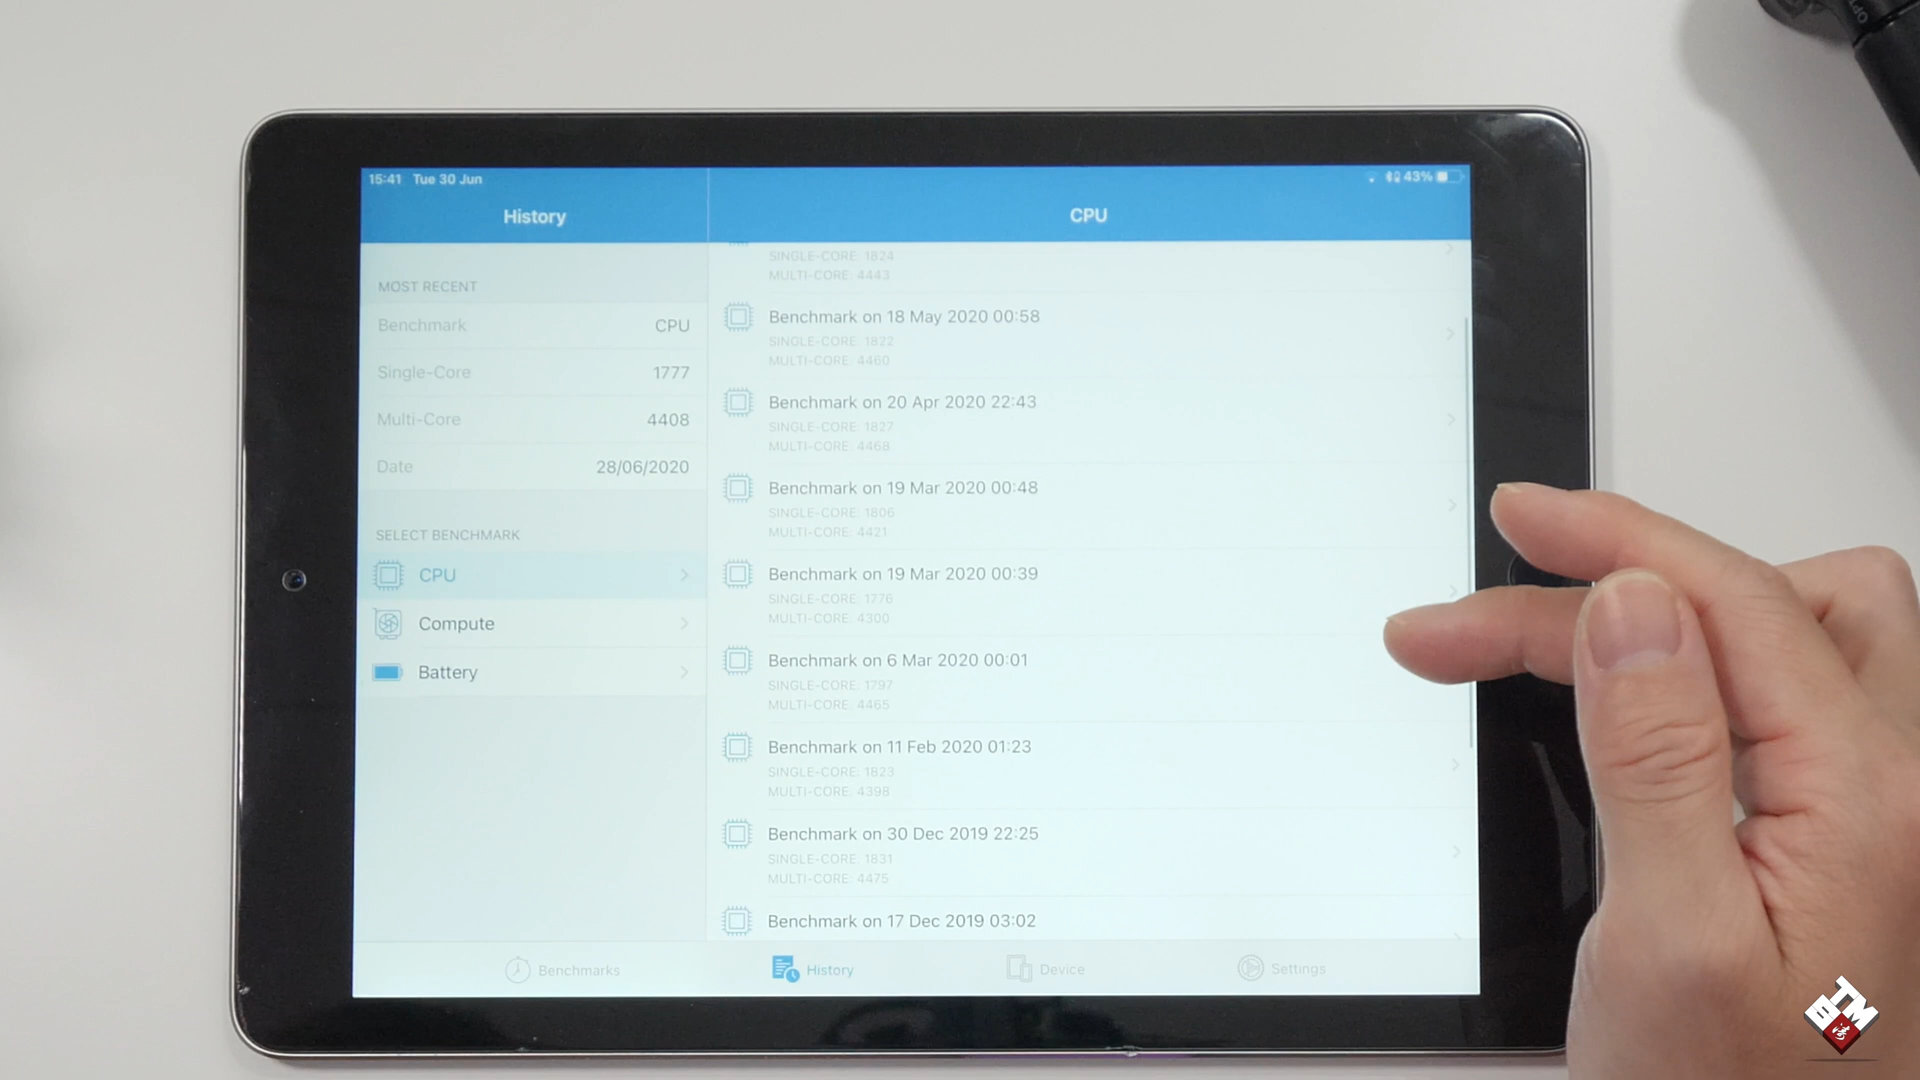 15:41 Tue 30 Jun
43%
History
CPU
MOST RECENT
Benchmark CPU
Single-Core 1777
Multi-Core 4408
Date 28/06/2020
SELECT BENCHMARK
CPU
Compute
Battery
SINGLE-CORE: 1824
MULTI-CORE: 4443
Benchmark on 18 May 2020 00:58
SINGLE-CORE: 1822
MULTI-CORE: 4460
Benchmark on 20 Apr 2020 22:43
SINGLE-CORE: 1827
MULTI-CORE: 4468
Benchmark on 19 Mar 2020 00:48
SINGLE-CORE: 1806
MULTI-CORE: 4421
Benchmark on 19 Mar 2020 00:39
SINGLE-CORE: 1776
MULTI-CORE: 4300
Benchmark on 6 Mar 2020 00:01
SINGLE-CORE: 1797
MULTI-CORE: 4465
Benchmark on 11 Feb 2020 01:23
SINGLE-CORE: 1823
MULTI-CORE: 4398
Benchmark on 30 Dec 2019 22:25
SINGLE-CORE: 1831
MULTI-CORE: 4475
Benchmark on 17 Dec 2019 03:02
Benchmarks
History
Device
Settings
BTM